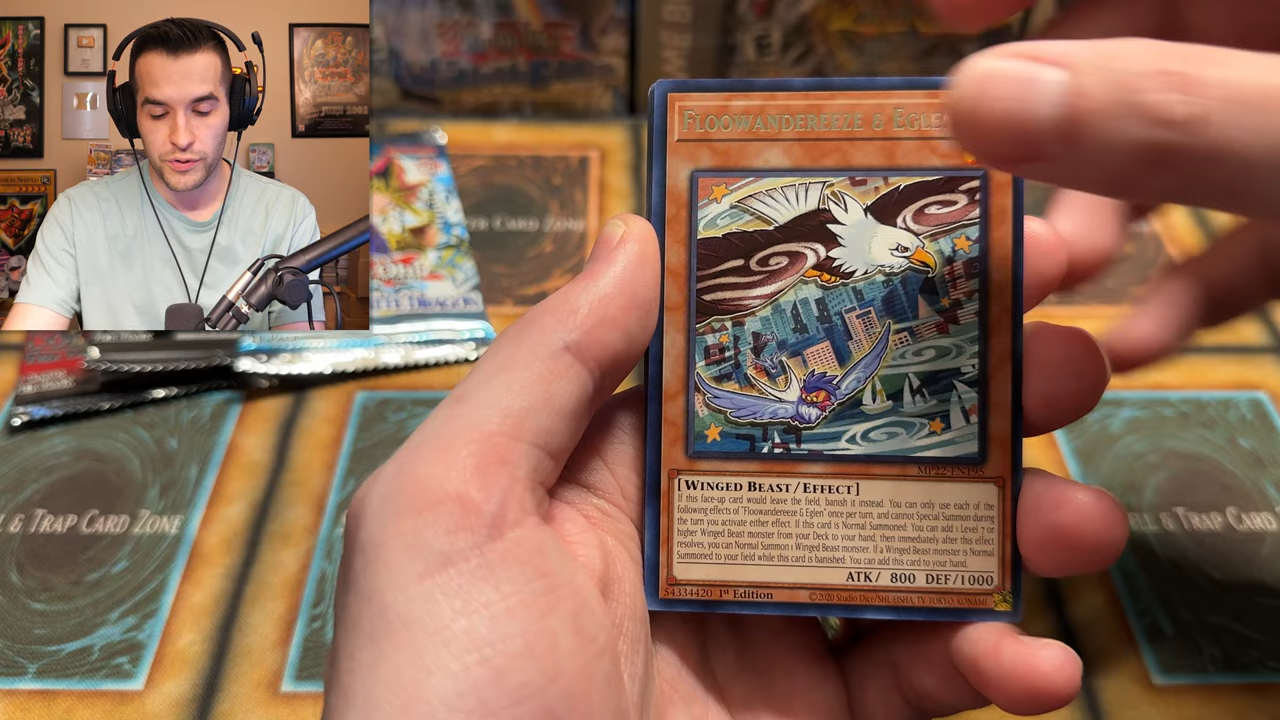 FLOOWANDEREEZE & EGLEN
MP22-EN195
[WINGED BEAST/EFFECT]
If this face-up card would leave the field, banish it instead. You can only use each of the
following effects of "Floowandereeze & Eglen" once per turn, and cannot Special Summon during
the turn you activate either effect. If this card is Normal Summoned: You can add 1 Level 7 or
higher Winged Beast monster from your Deck to your hand, then immediately after this effect
resolves, you can Normal Summon 1 Winged Beast monster. If a Winged Beast monster is Normal
Summoned to your field while this card is banished: You can add this card to your hand.
ATK/ 800 DEF/1000
54334420 1st Edition
©2020 Studio Dice/SHUEISHA, TV TOKYO, KONAMI
CARD ZONE
& TRAP CARD ZONE
& TRAP CARD